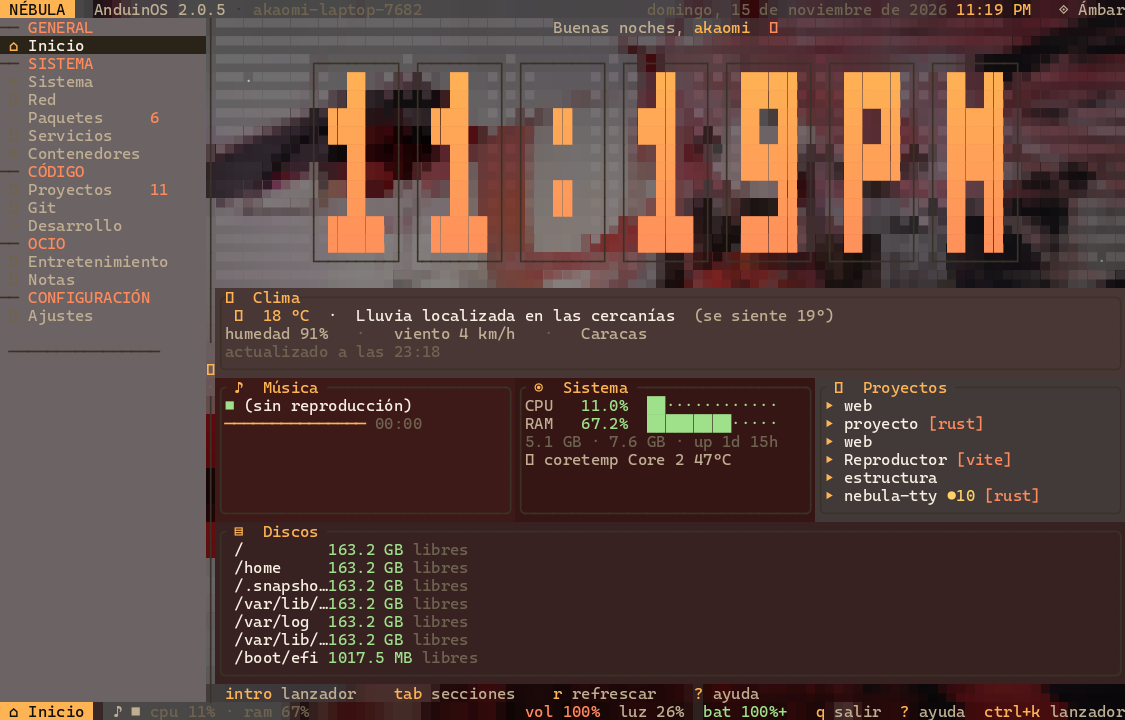 NÉBULA AnduinOS 2.0.5 · akaomi-laptop-7682 domingo, 15 de noviembre de 2026 11:19 PM Ámbar
Buenas noches, akaomi
GENERAL
Inicio
SISTEMA
Sistema
Red
Paquetes 6
Servicios
Contenedores
CÓDIGO
Proyectos 11
Git
Desarrollo
OCIO
Entretenimiento
Notas
CONFIGURACIÓN
Ajustes
11:19PM
Clima
18 °C · Lluvia localizada en las cercanías (se siente 19°)
humedad 91% · viento 4 km/h · Caracas
actualizado a las 23:18
Música
(sin reproducción)
00:00
Sistema
CPU 11.0%
RAM 67.2%
5.1 GB · 7.6 GB · up 1d 15h
coretemp Core 2 47°C
Proyectos
web
proyecto [rust]
web
Reproductor [vite]
estructura
nebula-tty ●10 [rust]
Discos
/ 163.2 GB libres
/home 163.2 GB libres
/.snapsho… 163.2 GB libres
/var/lib/… 163.2 GB libres
/var/log 163.2 GB libres
/var/lib/… 163.2 GB libres
/boot/efi 1017.5 MB libres
intro lanzador tab secciones r refrescar ? ayuda
Inicio cpu 11% · ram 67% vol 100% luz 26% bat 100%+ q salir ? ayuda ctrl+k lanzador